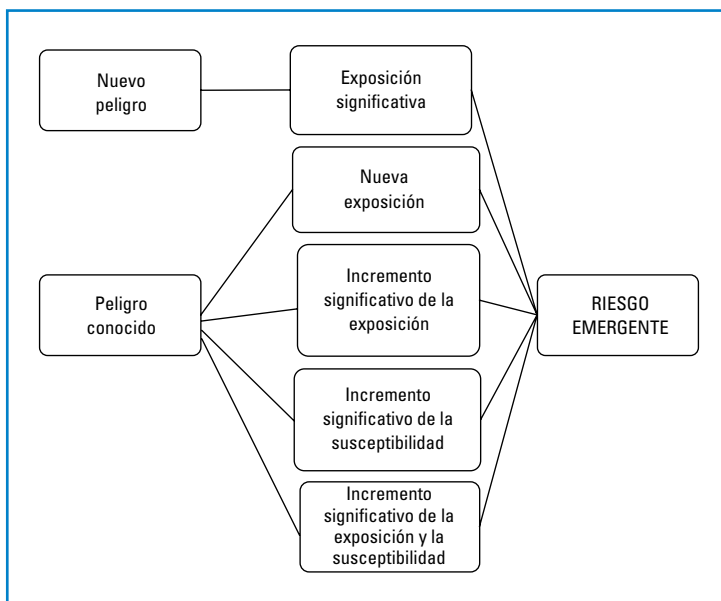 Nuevo
peligro
Exposición
significativa
Nueva
exposición
Incremento
significativo de la
exposición
Peligro
conocido
RIESGO
EMERGENTE
Incremento
significativo de la
susceptibilidad
Incremento
significativo de la
exposición y la
susceptibilidad